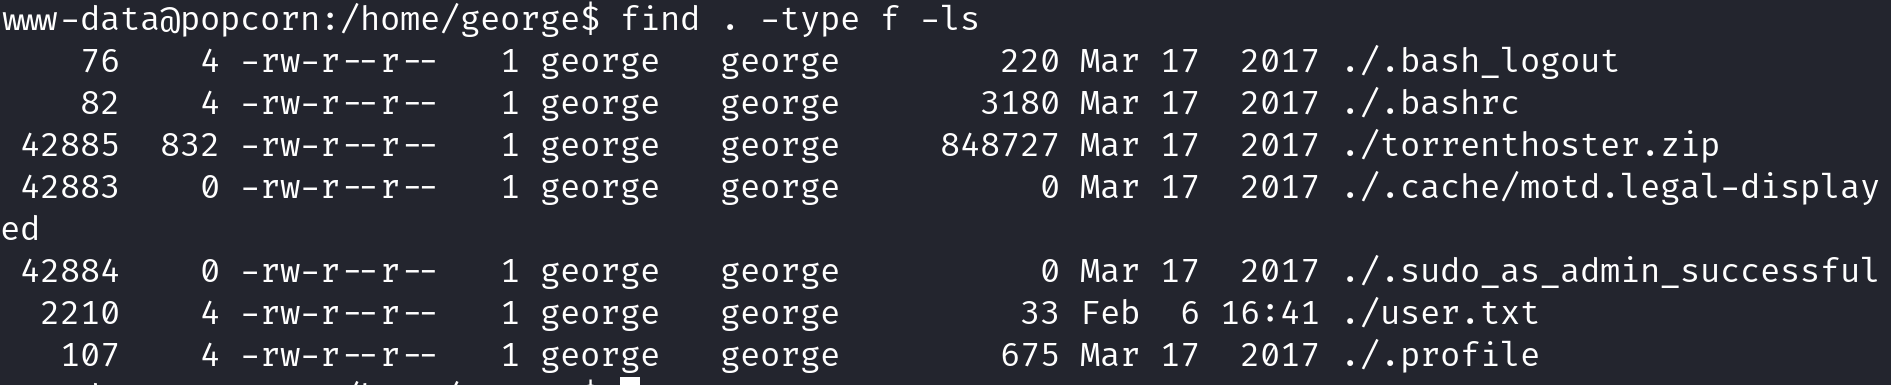 www-data@popcorn:/home/george$ find . -type f -ls
    76    4 -rw-r--r--   1 george   george        220 Mar 17  2017 ./.bash_logout
    82    4 -rw-r--r--   1 george   george       3180 Mar 17  2017 ./.bashrc
 42885  832 -rw-r--r--   1 george   george     848727 Mar 17  2017 ./torrenthoster.zip
 42883    0 -rw-r--r--   1 george   george          0 Mar 17  2017 ./.cache/motd.legal-display
ed
 42884    0 -rw-r--r--   1 george   george          0 Mar 17  2017 ./.sudo_as_admin_successful
  2210    4 -rw-r--r--   1 george   george         33 Feb  6 16:41 ./user.txt
   107    4 -rw-r--r--   1 george   george        675 Mar 17  2017 ./.profile